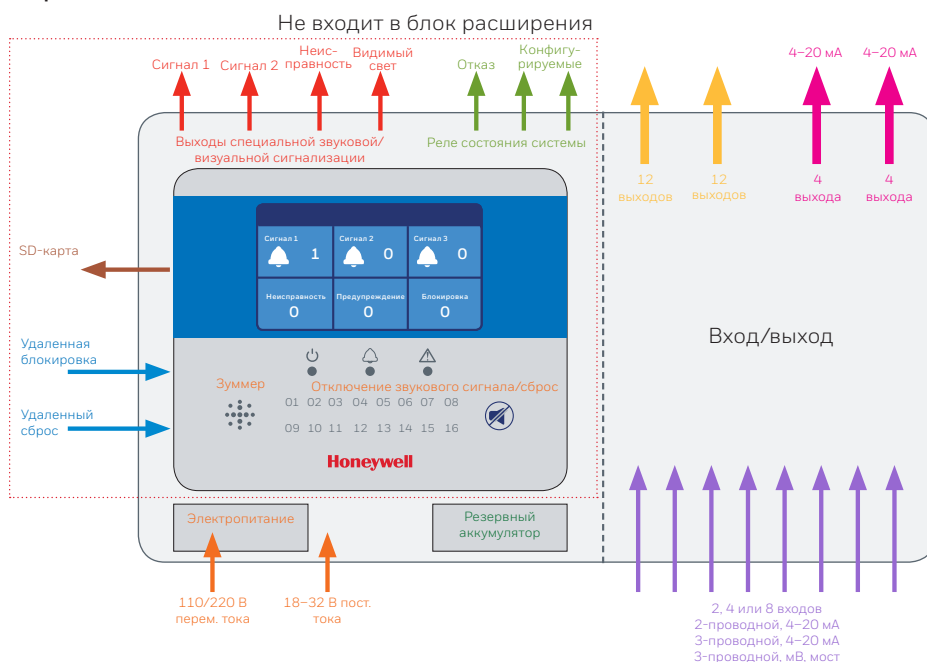 Не входит в блок расширения
Сигнал 1
Сигнал 2
Неис-
правность
Видимый
свет
Отказ
Конфигу-
рируемые
4–20 мА
4–20 мА
Выходы специальной звуковой/
визуальной сигнализации
Реле состояния системы
12
выходов
12
выходов
4
выхода
4
выхода
Сигнал 1
1
Сигнал 2
0
Сигнал 3
0
Неисправность
0
Предупреждение
0
Блокировка
0
SD-карта
Удаленная
блокировка
Удаленный
сброс
Вход/выход
Зуммер
Отключение звукового сигнала/сброс
01 02 03 04 05 06 07 08
09 10 11 12 13 14 15 16
Honeywell
Электропитание
Резервный
аккумулятор
110/220 В
перем. тока
18–32 В пост.
тока
2, 4 или 8 входов
2-проводной, 4–20 мА
3-проводной, 4–20 мА
3-проводной, мВ, мост